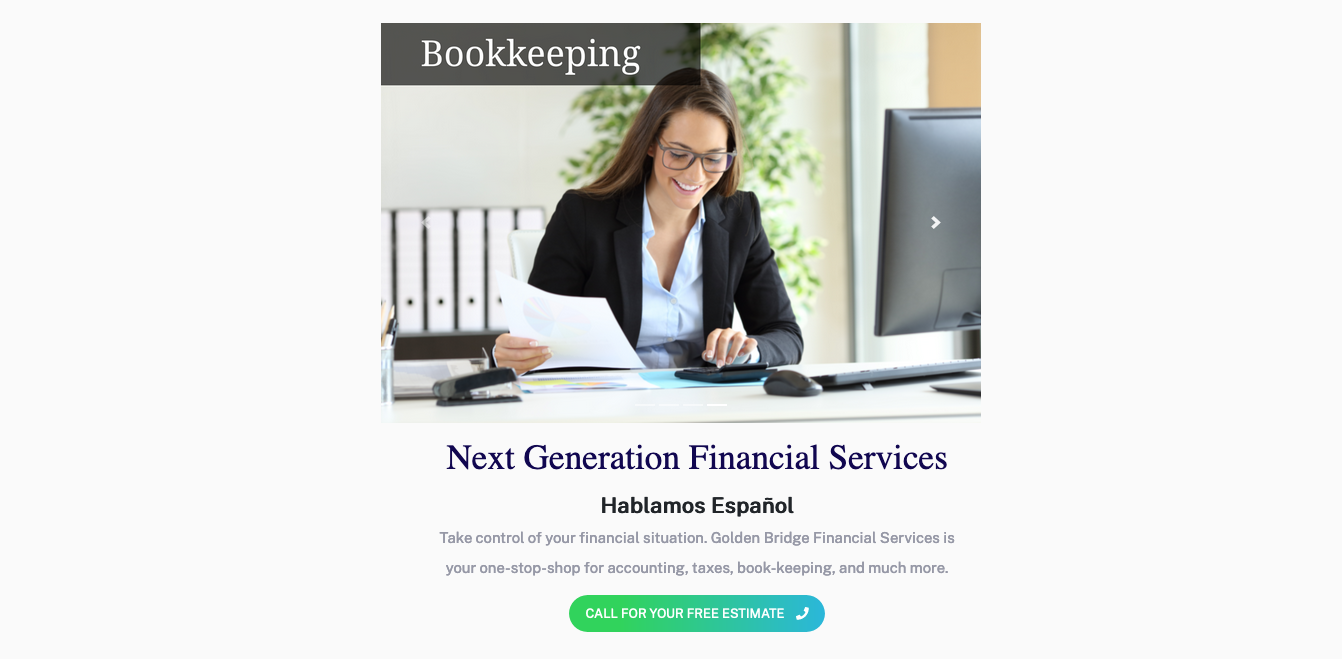 Bookkeeping
Next Generation Financial Services
Hablamos Español
Take control of your financial situation. Golden Bridge Financial Services is
your one-stop-shop for accounting, taxes, book-keeping, and much more.
CALL FOR YOUR FREE ESTIMATE